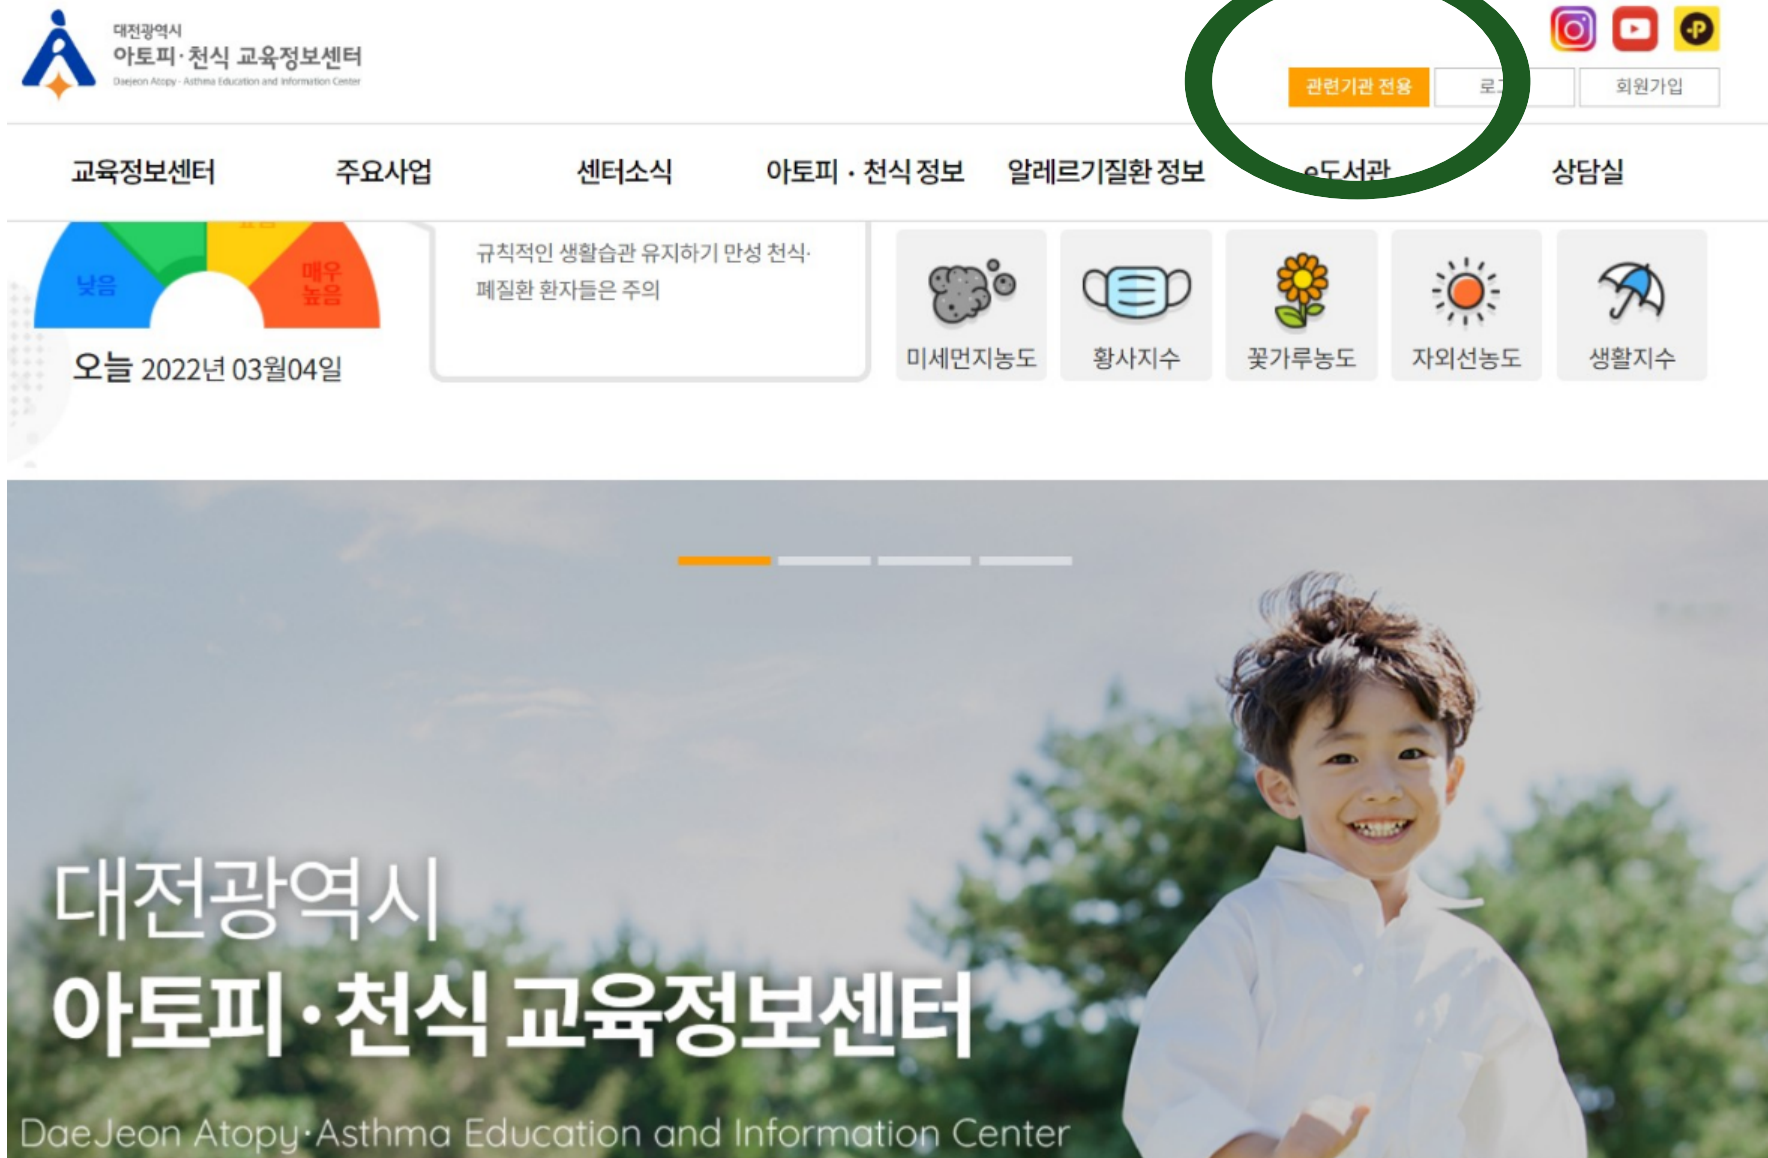 대전광역시
아토피·천식 교육정보센터
Daejeon Atopy · Asthma Education and Information Center
관련기관 전용
회원가입
교육정보센터
주요사업
센터소식
아토피 · 천식 정보
알레르기질환 정보
e도서관
상담실
낮음
매우
높음
오늘 2022년 03월04일
규칙적인 생활습관 유지하기 만성 천식·
폐질환 환자들은 주의
미세먼지농도
황사지수
꽃가루농도
자외선농도
생활지수
대전광역시
아토피·천식 교육정보센터
DaeJeon Atopy·Asthma Education and Information Center